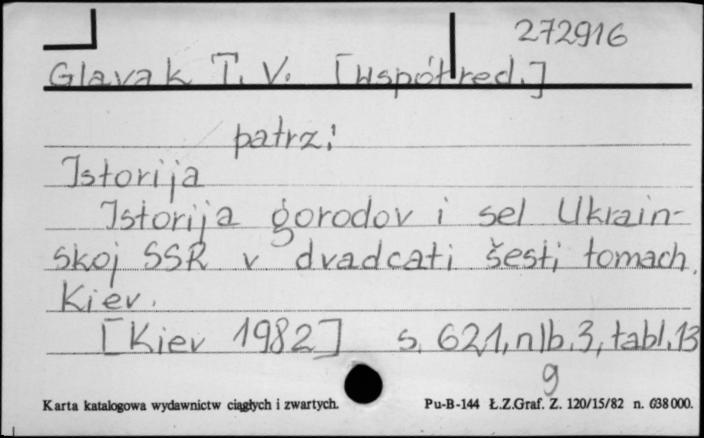 272916
Glavak T. V. [współred.]
patrz:
Istorija
Istorija gorodov i sel Ukrain-
skoj SSR v dvadcati šesti tomach.
Kiev.
[Kiev 1982] s. 621, nlb. 3, tabl. 13
9
Karta katalogowa wydawnictw ciągłych i zwartych. Pu-B-144 Ł.Z.Graf. Z. 120/15/82 n. 638000.